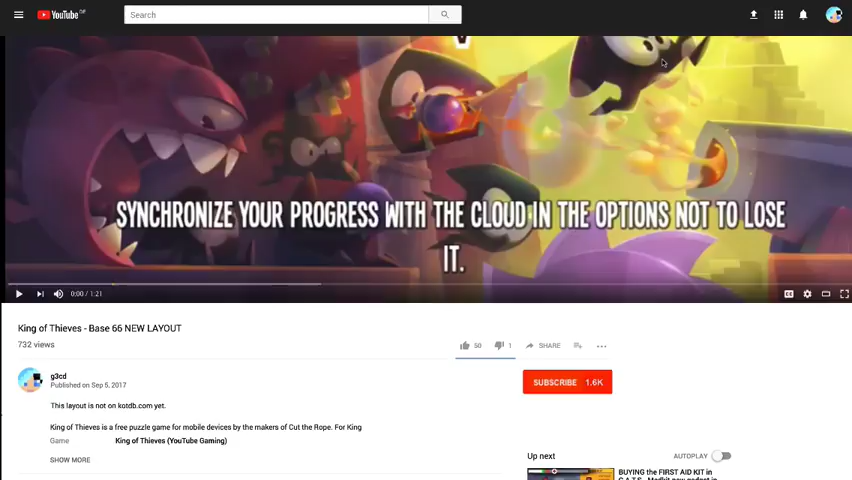 YouTube
Search
SYNCHRONIZE YOUR PROGRESS WITH THE CLOUD IN THE OPTIONS NOT TO LOSE
IT.
0:00 / 1:21
King of Thieves - Base 66 NEW LAYOUT
732 views
50
1
SHARE
g3cd
Published on Sep 5, 2017
SUBSCRIBE 1.6K
This layout is not on kotdb.com yet.
King of Thieves is a free puzzle game for mobile devices by the makers of Cut the Rope. For King
Game
King of Thieves (YouTube Gaming)
SHOW MORE
Up next
AUTOPLAY
BUYING the FIRST AID KIT in